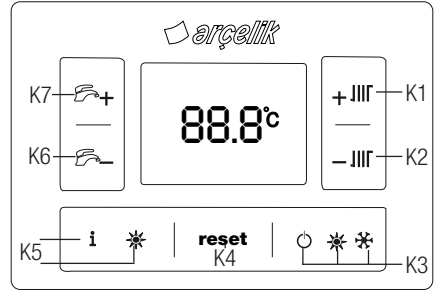 arçelik
K7 + + K1
88.8°C
K6 – – K2
i reset
K5 K4 K3